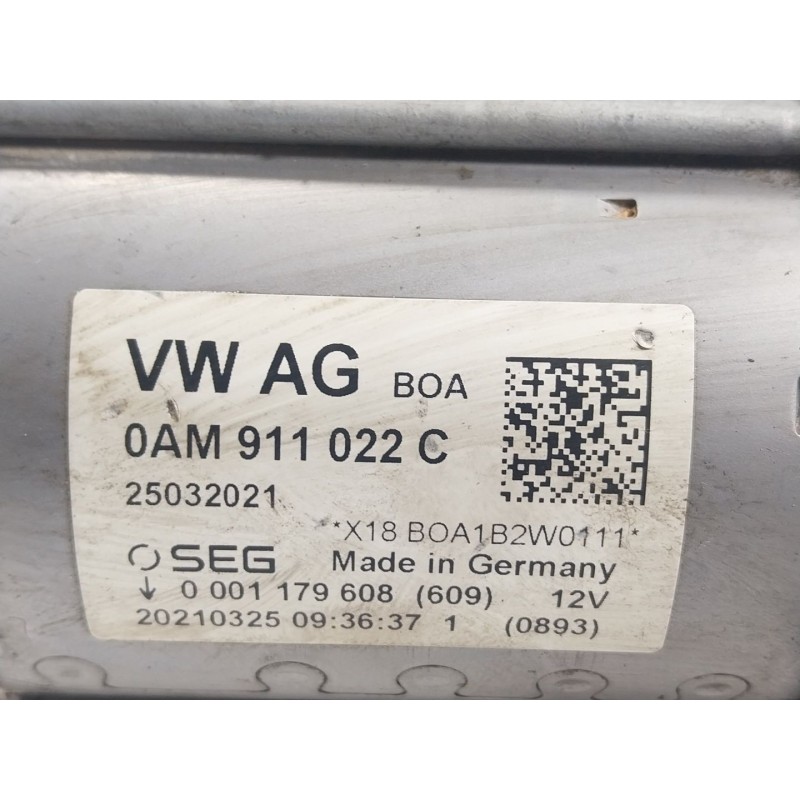 VW AG BOA
0AM 911 022 C
25032021
*X18 BOA1B2W0111*
SEG Made in Germany
↓ 0 001 179 608 (609) 12V
20210325 09:36:37 1 (0893)